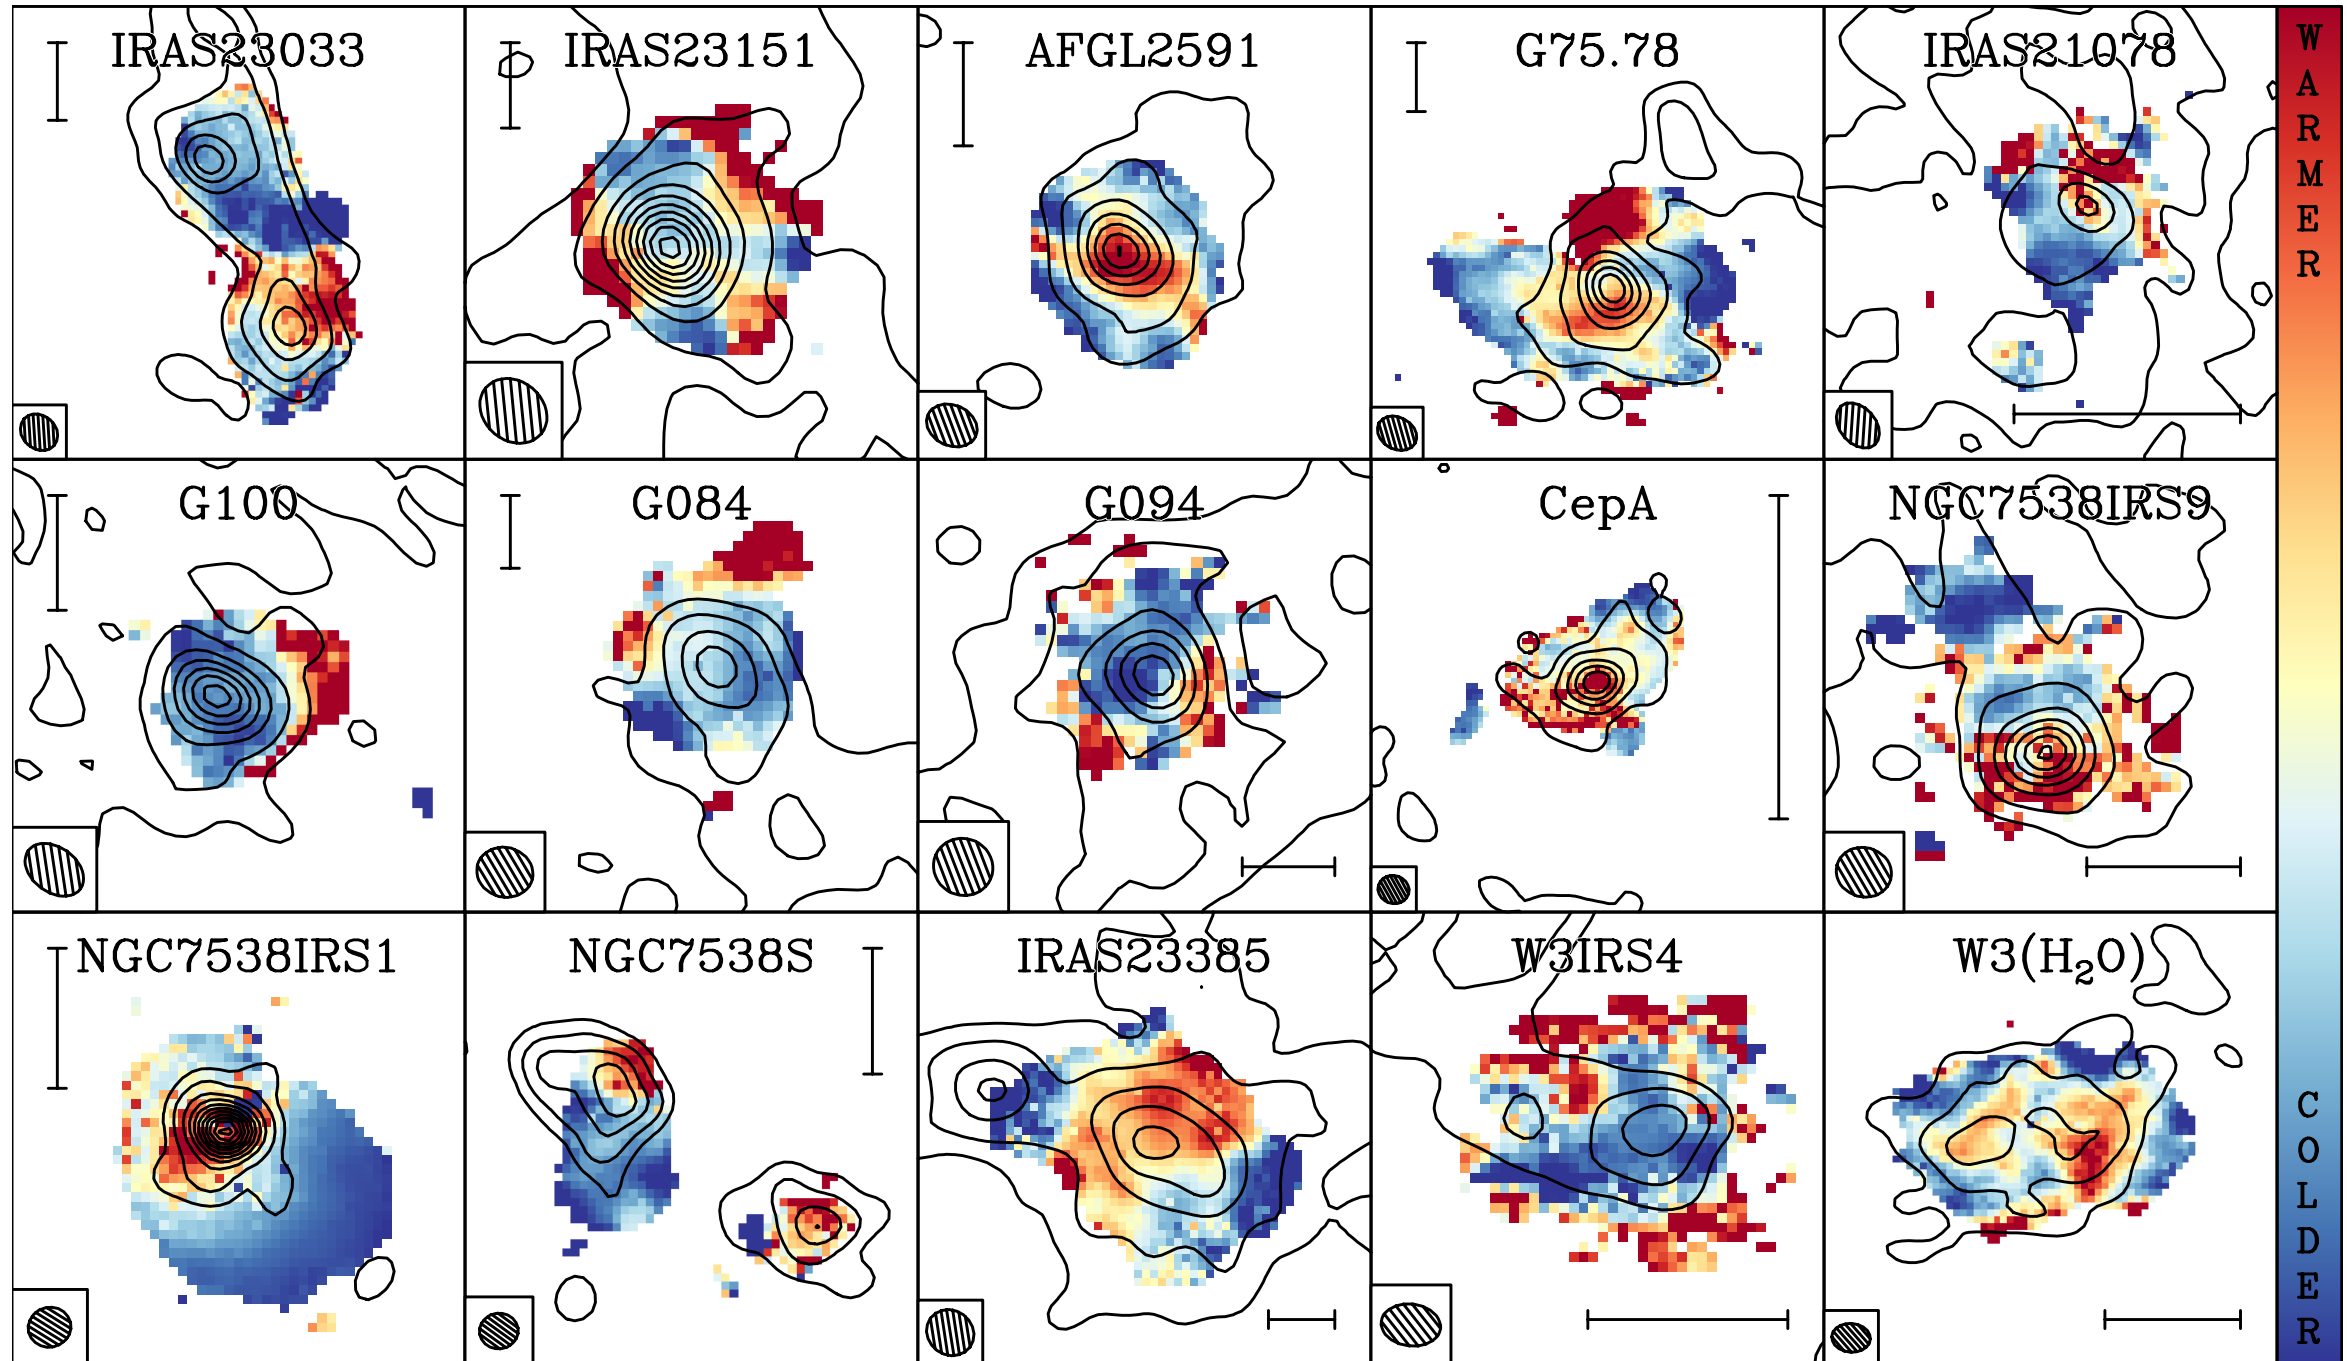 IRAS23033
IRAS23151
AFGL2591
G75.78
IRAS21078
G100
G084
G094
CepA
NGC7538IRS9
NGC7538IRS1
NGC7538S
IRAS23385
W3IRS4
W3(H₂O)
WARMER
COLDER